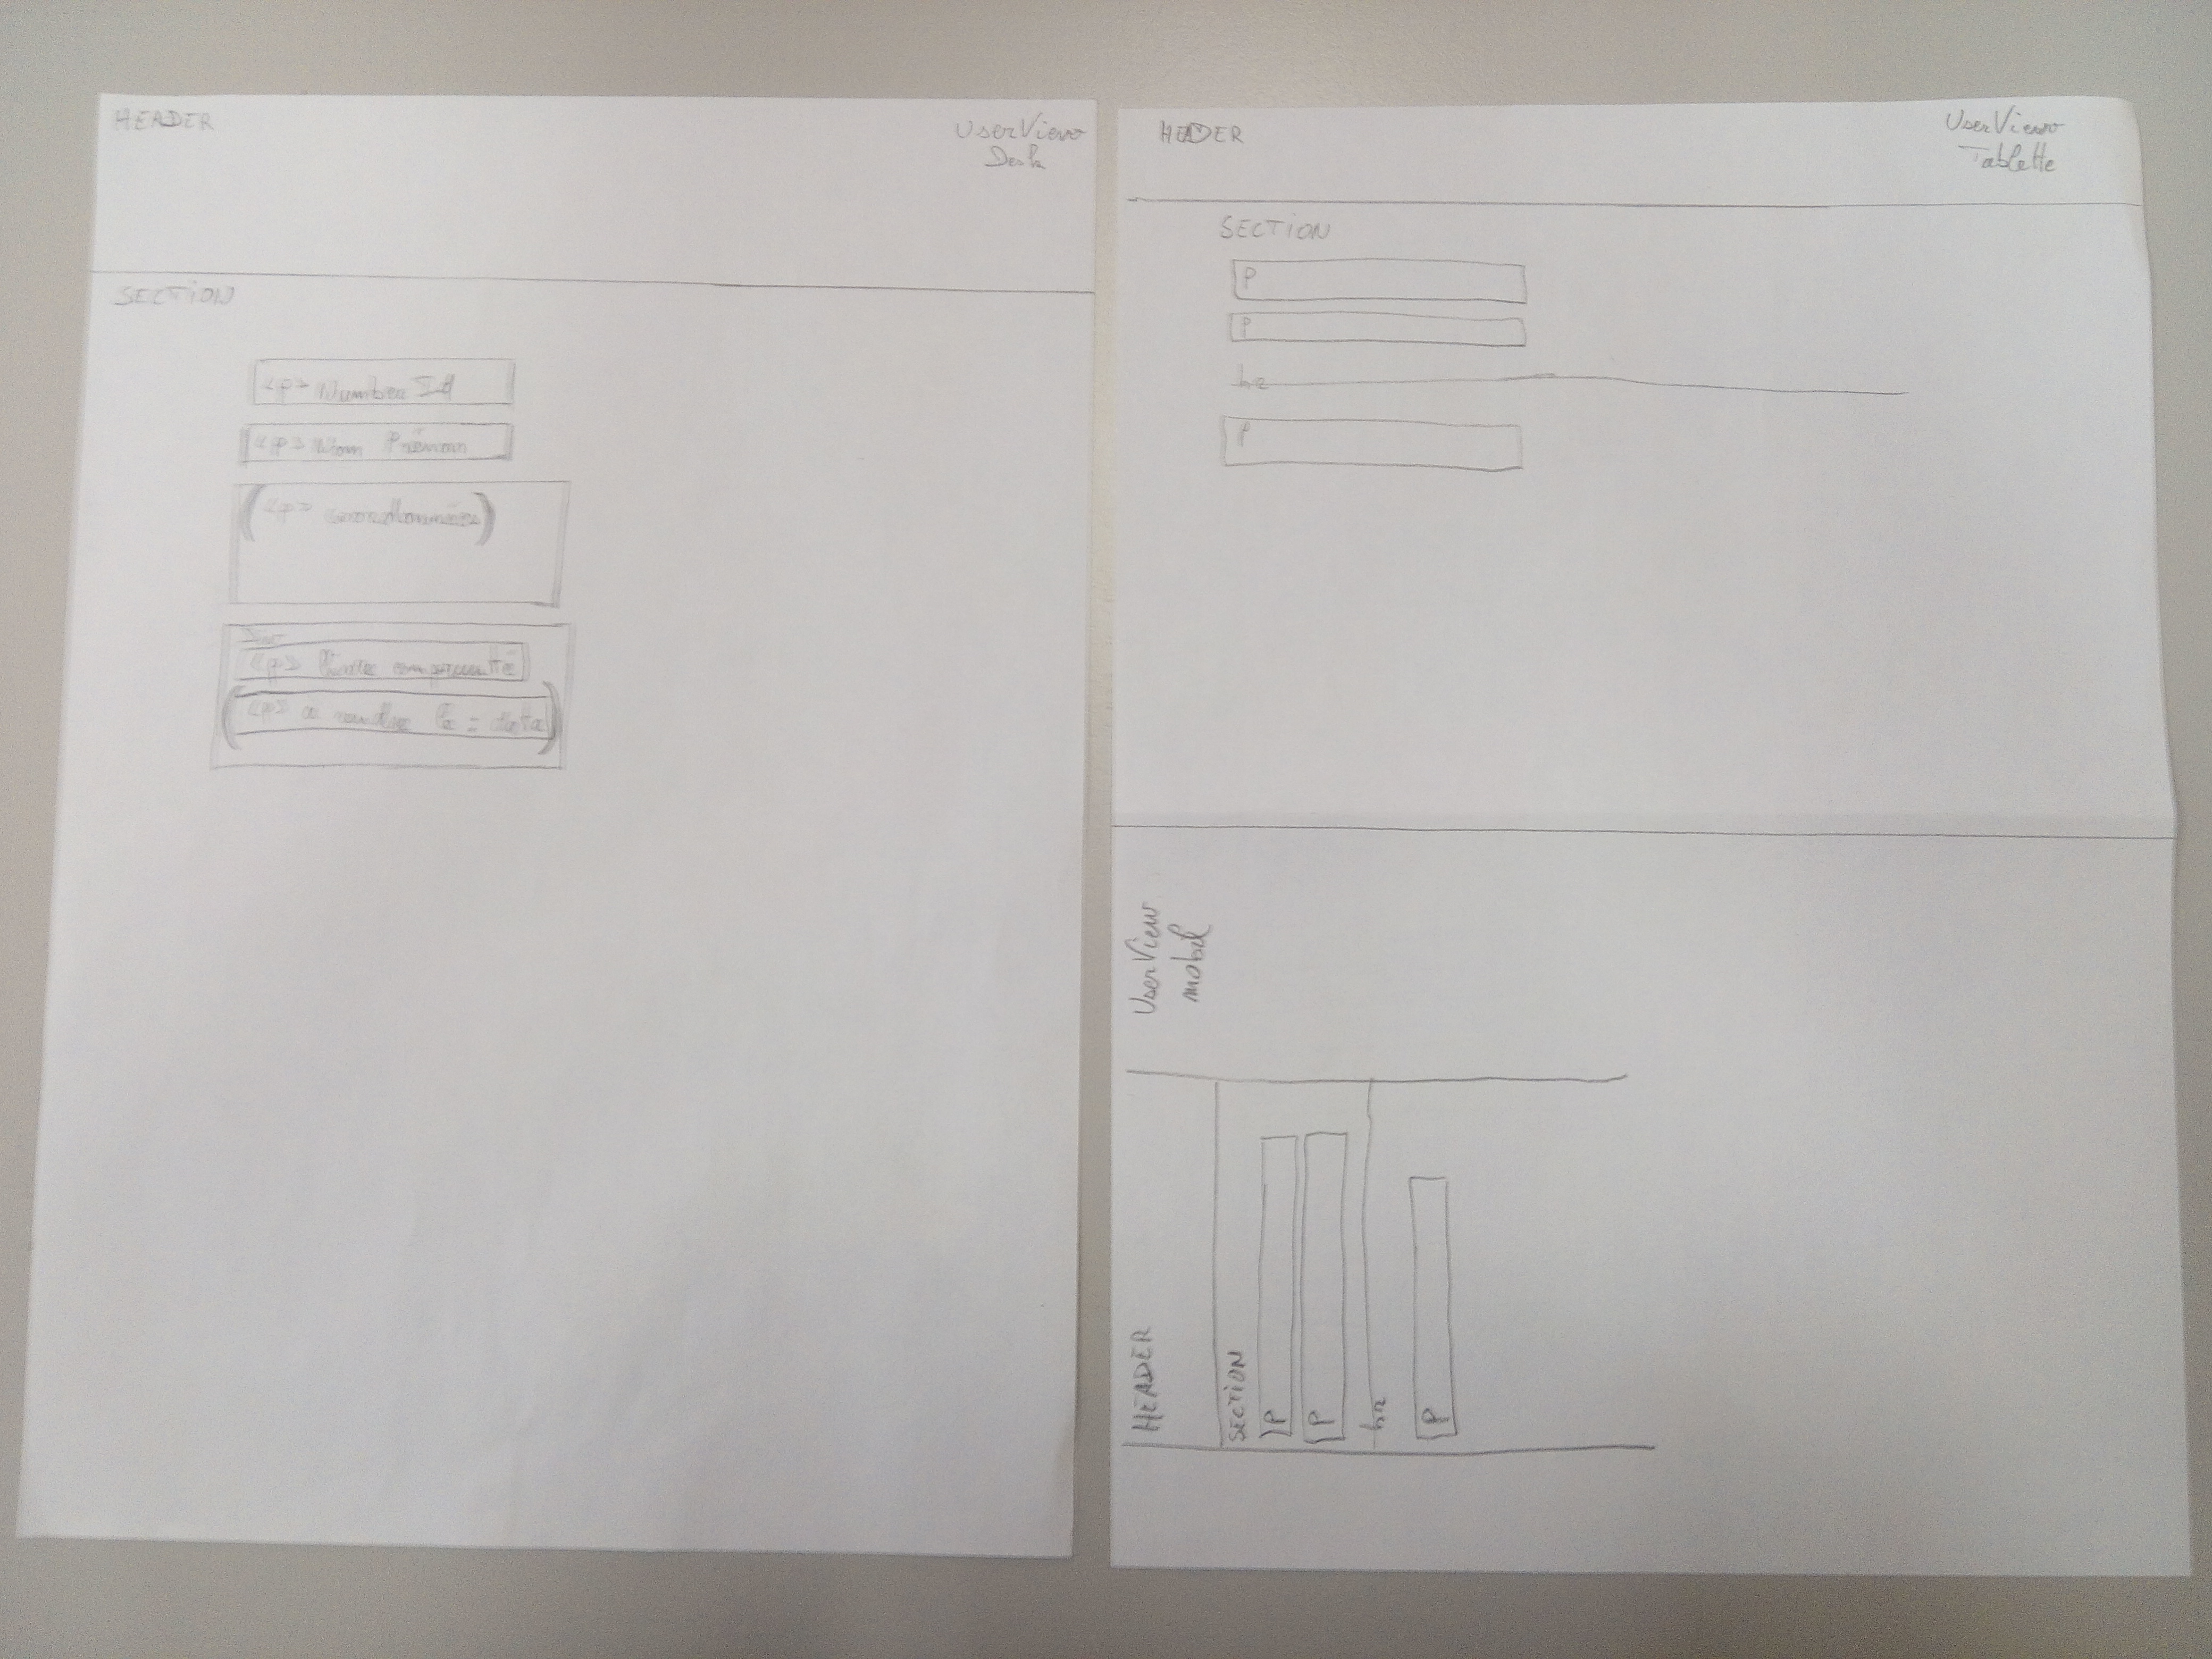 HEADER
UserView
Desk
SECTION
<p> Number Id
<p> Nom Prénom
(<p> coordonnées)
Div
<p> Livre emprunté
(<p> à rendre le = data)
HEADER
UserView
Tablette
SECTION
P
P
hr
P
UserView
mobil
HEADER
SECTION
P
P
hr
P